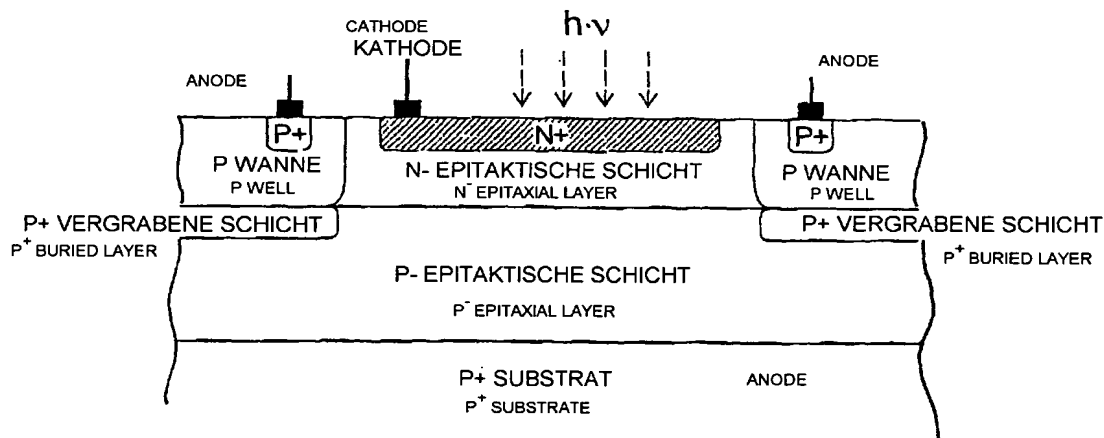 h·ν
CATHODE
KATHODE
ANODE
ANODE
P+
N+
P+
P WANNE
P WELL
N- EPITAKTISCHE SCHICHT
N⁻ EPITAXIAL LAYER
P WANNE
P WELL
P+ VERGRABENE SCHICHT
P⁺ BURIED LAYER
P+ VERGRABENE SCHICHT
P⁺ BURIED LAYER
P- EPITAKTISCHE SCHICHT
P⁻ EPITAXIAL LAYER
P+ SUBSTRAT
P⁺ SUBSTRATE
ANODE